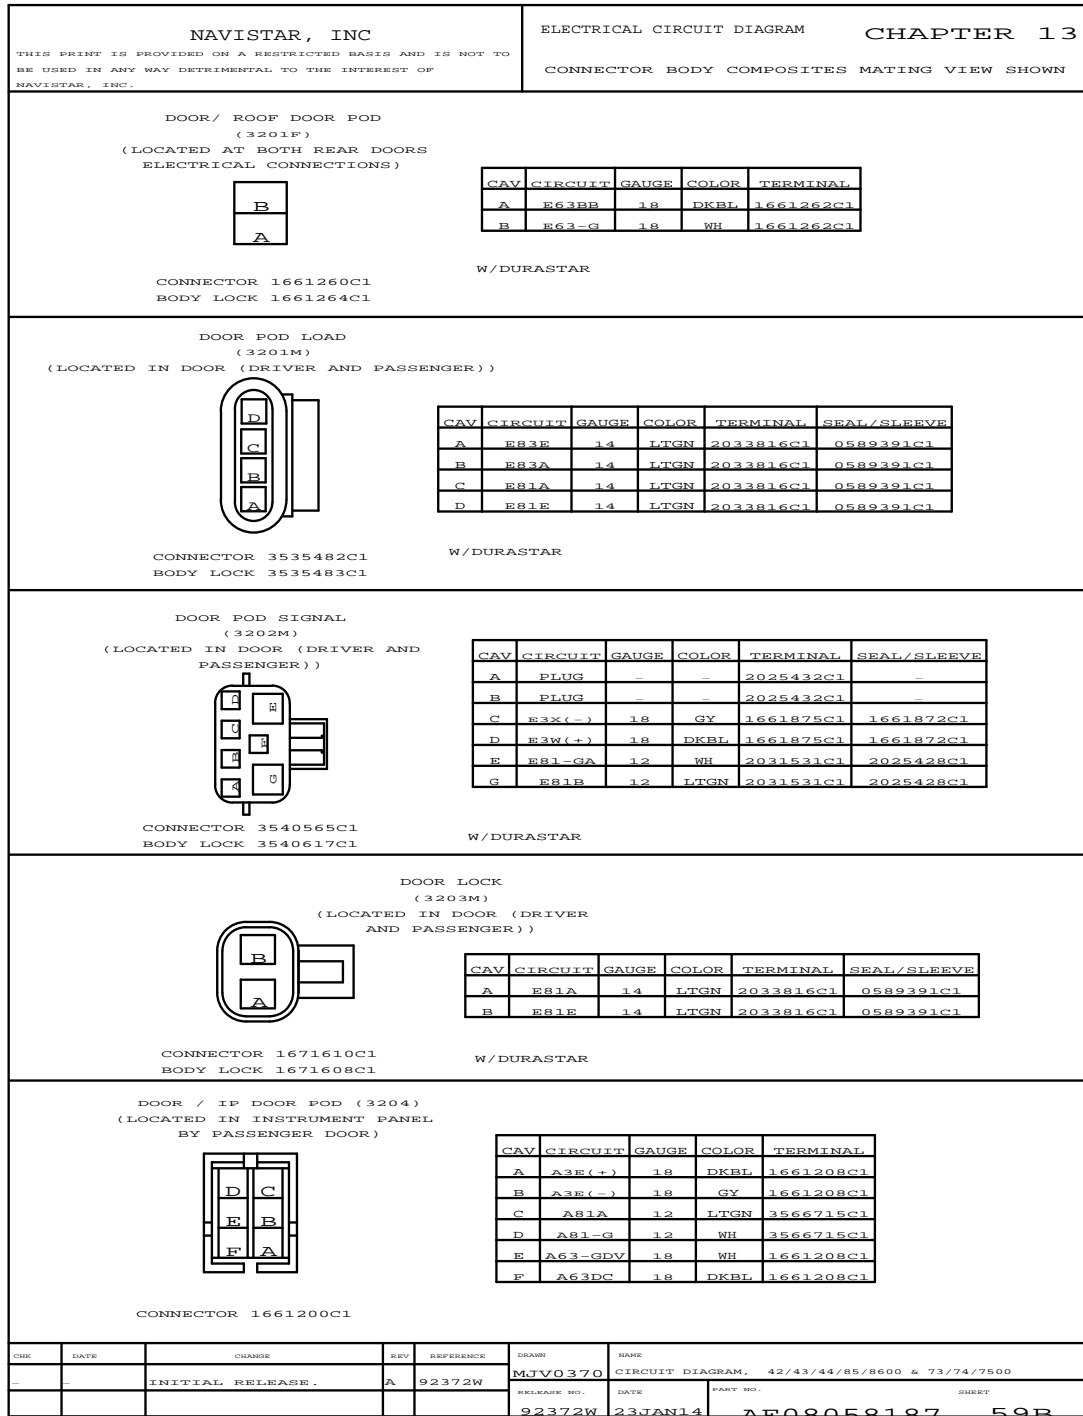 NAVISTAR, INC
THIS PRINT IS PROVIDED ON A RESTRICTED BASIS AND IS NOT TO
BE USED IN ANY WAY DETRIMENTAL TO THE INTEREST OF
NAVISTAR, INC.
ELECTRICAL CIRCUIT DIAGRAM CHAPTER 13
CONNECTOR BODY COMPOSITES MATING VIEW SHOWN
DOOR/ ROOF DOOR POD
(3201F)
(LOCATED AT BOTH REAR DOORS
ELECTRICAL CONNECTIONS)
B
A
CONNECTOR 1661260C1
BODY LOCK 1661264C1
CAV CIRCUIT GAUGE COLOR TERMINAL
A E63BB 18 DKBL 1661262C1
B E63-G 18 WH 1661262C1
W/DURASTAR
DOOR POD LOAD
(3201M)
(LOCATED IN DOOR (DRIVER AND PASSENGER))
D
C
B
A
CONNECTOR 3535482C1
BODY LOCK 3535483C1
CAV CIRCUIT GAUGE COLOR TERMINAL SEAL/SLEEVE
A E83E 14 LTGN 2033816C1 0589391C1
B E83A 14 LTGN 2033816C1 0589391C1
C E81A 14 LTGN 2033816C1 0589391C1
D E81E 14 LTGN 2033816C1 0589391C1
W/DURASTAR
DOOR POD SIGNAL
(3202M)
(LOCATED IN DOOR (DRIVER AND
PASSENGER))
D E
C
F
B
A G
CONNECTOR 3540565C1
BODY LOCK 3540617C1
CAV CIRCUIT GAUGE COLOR TERMINAL SEAL/SLEEVE
A PLUG - - 2025432C1 -
B PLUG - - 2025432C1 -
C E3X(-) 18 GY 1661875C1 1661872C1
D E3W(+) 18 DKBL 1661875C1 1661872C1
E E81-GA 12 WH 2031531C1 2025428C1
G E81B 12 LTGN 2031531C1 2025428C1
W/DURASTAR
DOOR LOCK
(3203M)
(LOCATED IN DOOR (DRIVER
AND PASSENGER))
B
A
CONNECTOR 1671610C1
BODY LOCK 1671608C1
CAV CIRCUIT GAUGE COLOR TERMINAL SEAL/SLEEVE
A E81A 14 LTGN 2033816C1 0589391C1
B E81E 14 LTGN 2033816C1 0589391C1
W/DURASTAR
DOOR / IP DOOR POD (3204)
(LOCATED IN INSTRUMENT PANEL
BY PASSENGER DOOR)
D C
E B
F A
CONNECTOR 1661200C1
CAV CIRCUIT GAUGE COLOR TERMINAL
A A3E(+) 18 DKBL 1661208C1
B A3E(-) 18 GY 1661208C1
C A81A 12 LTGN 3566715C1
D A81-G 12 WH 3566715C1
E A63-GDV 18 WH 1661208C1
F A63DC 18 DKBL 1661208C1
CHK DATE CHANGE REV REFERENCE
- - INITIAL RELEASE. A 92372W
DRAWN NAME
MJV0370 CIRCUIT DIAGRAM, 42/43/44/85/8600 & 73/74/7500
RELEASE NO. DATE PART NO. SHEET
92372W 23JAN14 AF08058187 59B